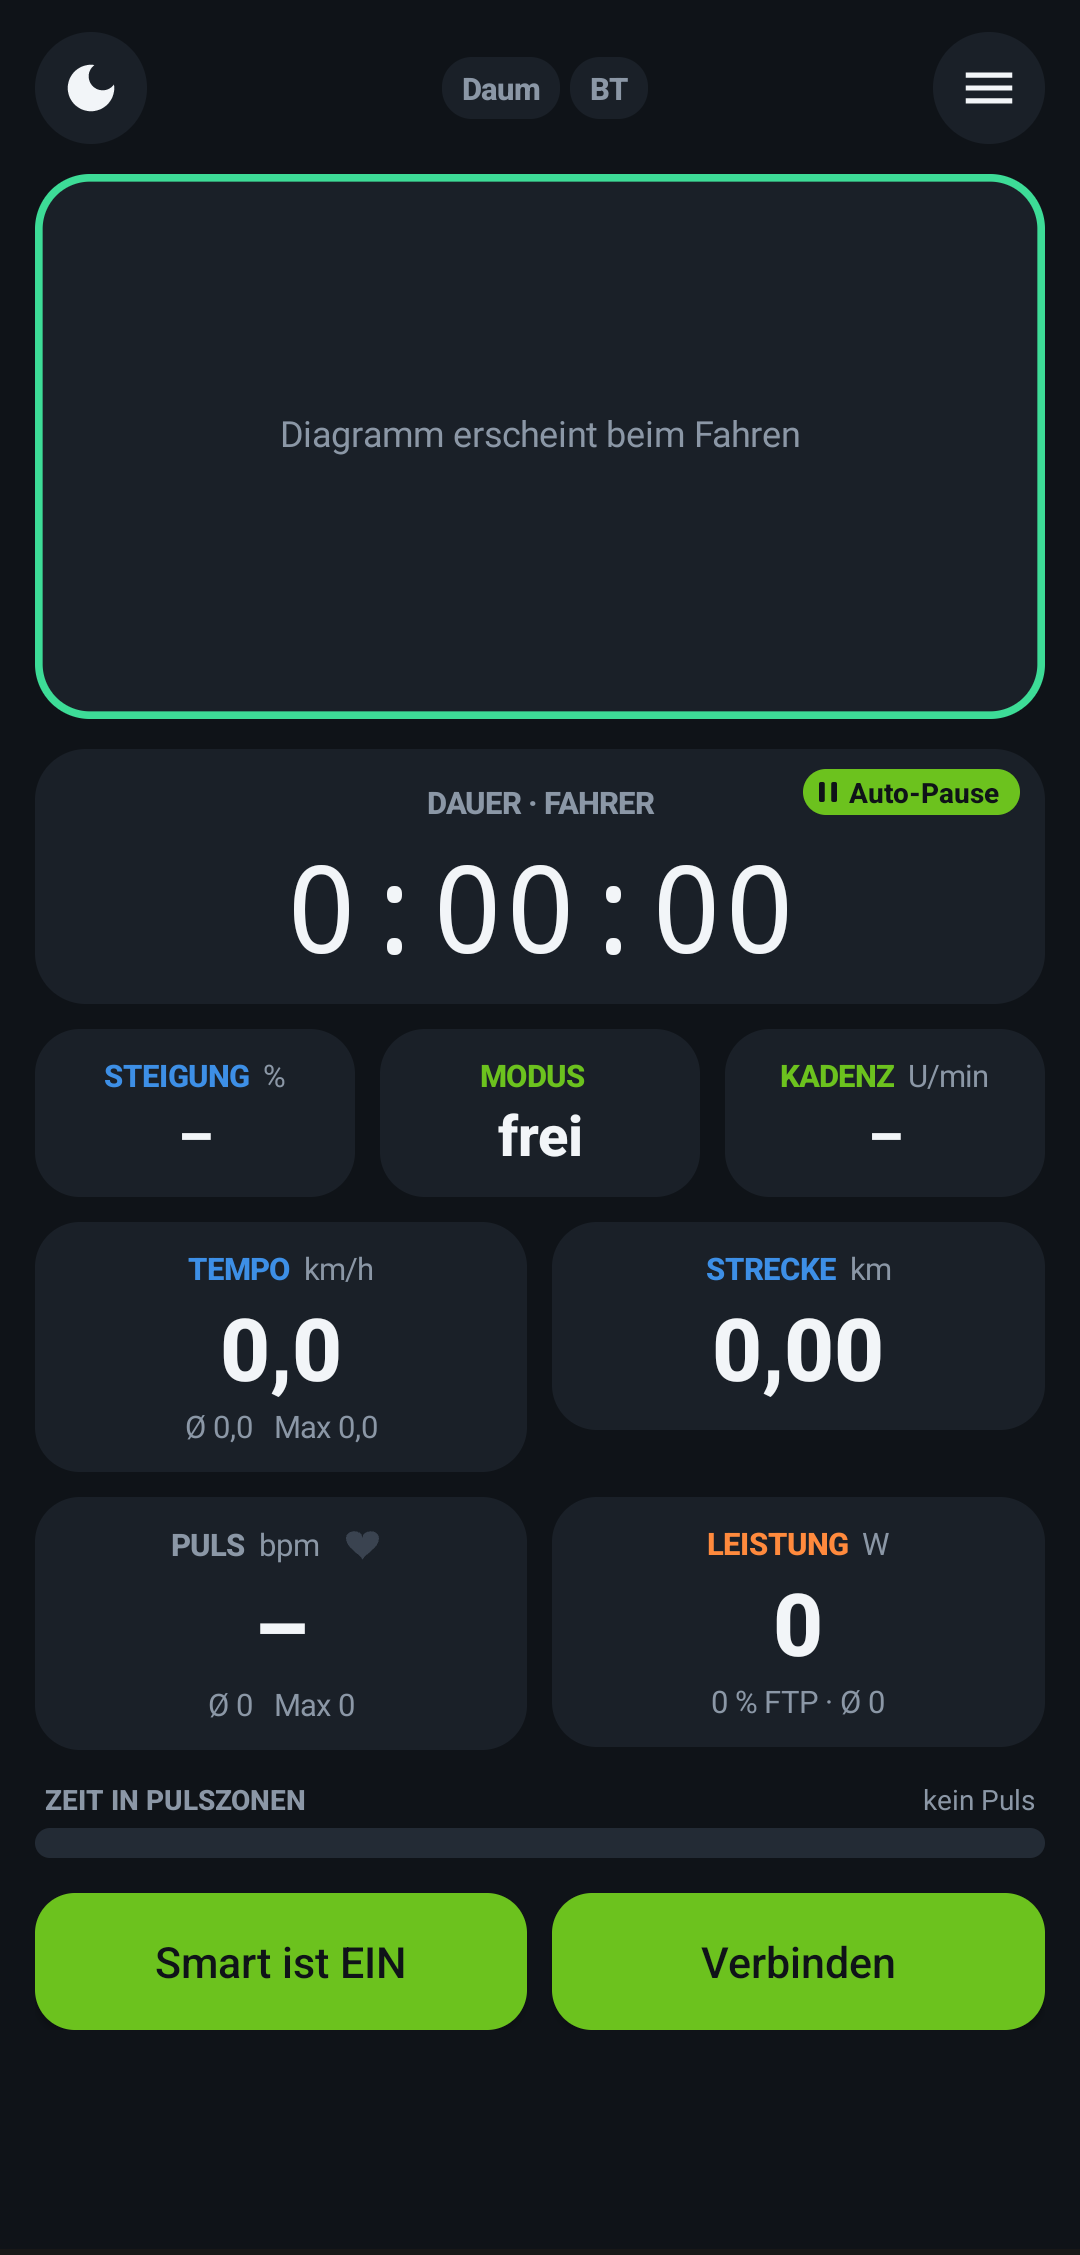 Daum BT
Diagramm erscheint beim Fahren
DAUER · FAHRER
Auto-Pause
0:00:00
STEIGUNG %
–
MODUS
frei
KADENZ U/min
–
TEMPO km/h
0,0
Ø 0,0 Max 0,0
STRECKE km
0,00
PULS bpm
–
Ø 0 Max 0
LEISTUNG W
0
0 % FTP · Ø 0
ZEIT IN PULSZONEN
kein Puls
Smart ist EIN
Verbinden